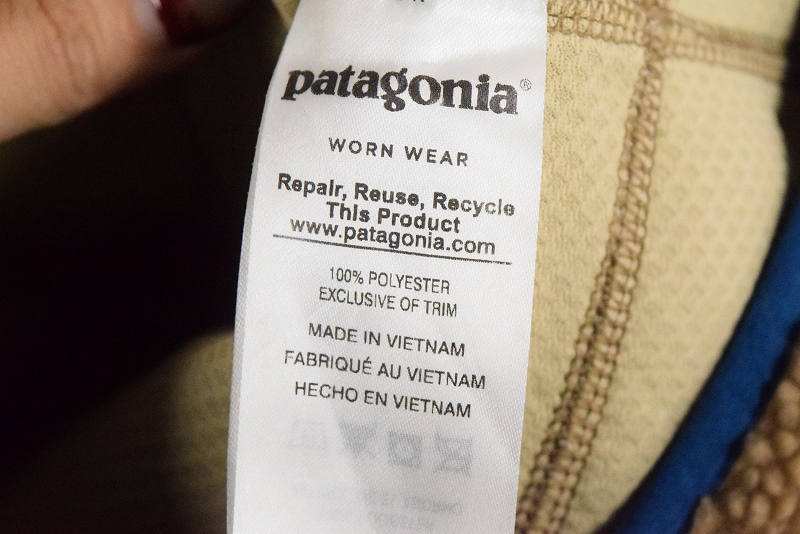 patagonia®
WORN WEAR
Repair, Reuse, Recycle
This Product
www.patagonia.com
100% POLYESTER
EXCLUSIVE OF TRIM
MADE IN VIETNAM
FABRIQUÉ AU VIETNAM
HECHO EN VIETNAM